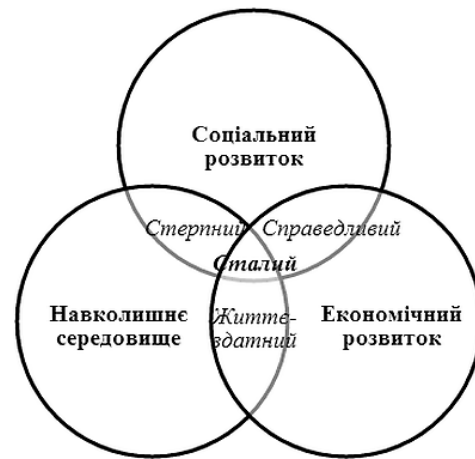 Соціальний
розвиток
Стерпний Справедливий
Сталий
Навколишнє
середовище
Життє-
здатний
Економічний
розвиток